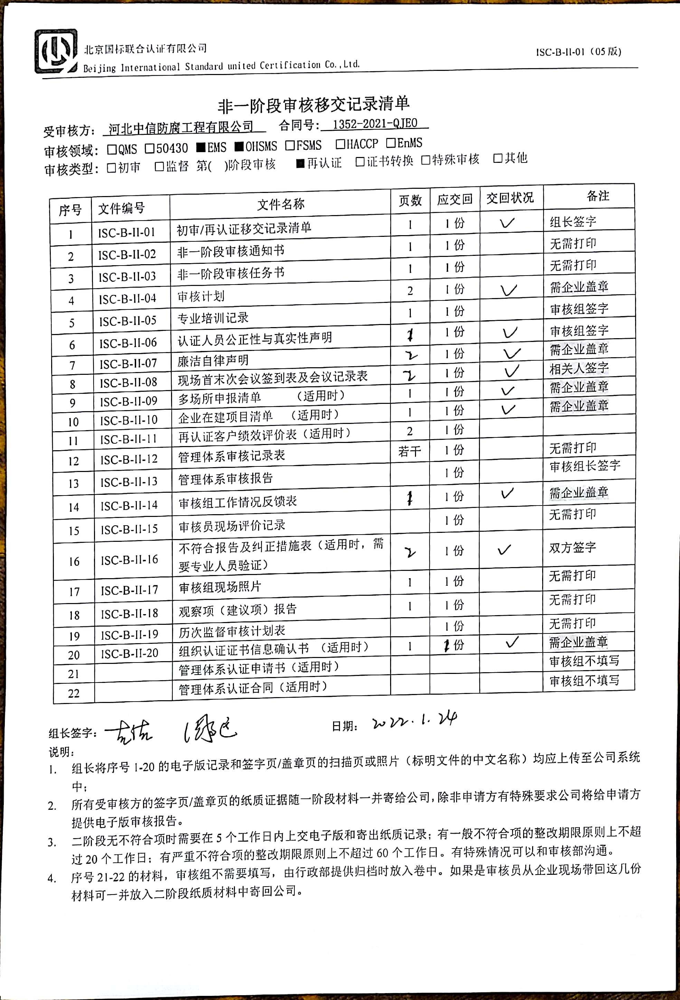 北京国标联合认证有限公司
ISC-B-II-01（05版）
Beijing International Standard united Certification Co.,Ltd.
非一阶段审核移交记录清单
受审核方： 河北中信防腐工程有限公司 合同号： 1352-2021-QJEO
审核领域：□QMS □50430 ■EMS ■OHSMS □FSMS □HACCP □EnMS
审核类型：□初审 □监督 第( )阶段审核 ■再认证 □证书转换 □特殊审核 □其他
序号 文件编号 文件名称 页数 应交回 交回状况 备注
1 ISC-B-II-01 初审/再认证移交记录清单 1 1份 ✓ 组长签字
2 ISC-B-II-02 非一阶段审核通知书 1 1份 无需打印
3 ISC-B-II-03 非一阶段审核任务书 1 1份 无需打印
4 ISC-B-II-04 审核计划 2 1份 ✓ 需企业盖章
5 ISC-B-II-05 专业培训记录 1 1份 审核组签字
6 ISC-B-II-06 认证人员公正性与真实性声明 1 1份 ✓ 审核组签字
7 ISC-B-II-07 廉洁自律声明 2 1份 ✓ 需企业盖章
8 ISC-B-II-08 现场首末次会议签到表及会议记录表 2 1份 ✓ 相关人签字
9 ISC-B-II-09 多场所申报清单 （适用时） 1 1份 ✓ 需企业盖章
10 ISC-B-II-10 企业在建项目清单 （适用时） 1 1份 ✓ 需企业盖章
11 ISC-B-II-11 再认证客户绩效评价表（适用时） 2 1份
12 ISC-B-II-12 管理体系审核记录表 若干 1份 无需打印
13 ISC-B-II-13 管理体系审核报告 1份 审核组长签字
14 ISC-B-II-14 审核组工作情况反馈表 1 1份 ✓ 需企业盖章
15 ISC-B-II-15 审核员现场评价记录 1份 无需打印
16 ISC-B-II-16 不符合报告及纠正措施表（适用时，需 2 1份 ✓ 双方签字
要专业人员验证）
17 ISC-B-II-17 审核组现场照片 1 1份 无需打印
18 ISC-B-II-18 观察项（建议项）报告 1 1份 无需打印
19 ISC-B-II-19 历次监督审核计划表 1份 无需打印
20 ISC-B-II-20 组织认证证书信息确认书 （适用时） 1 1份 ✓ 需企业盖章
21 管理体系认证申请书（适用时） 审核组不填写
22 管理体系认证合同（适用时） 审核组不填写
组长签字： 日期： 2022.1.24
说明：
1. 组长将序号 1-20 的电子版记录和签字页/盖章页的扫描页或照片（标明文件的中文名称）均应上传至公司系统
中；
2. 所有受审核方的签字页/盖章页的纸质证据随一阶段材料一并寄给公司，除非申请方有特殊要求公司将给申请方
提供电子版审核报告。
3. 二阶段无不符合项时需要在 5 个工作日内上交电子版和寄出纸质记录；有一般不符合项的整改期限原则上不超
过 20 个工作日；有严重不符合项的整改期限原则上不超过 60 个工作日。有特殊情况可以和审核部沟通。
4. 序号 21-22 的材料，审核组不需要填写，由行政部提供归档时放入卷中。如果是审核员从企业现场带回这几份
材料可一并放入二阶段纸质材料中寄回公司。